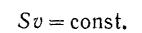 Sv = const.